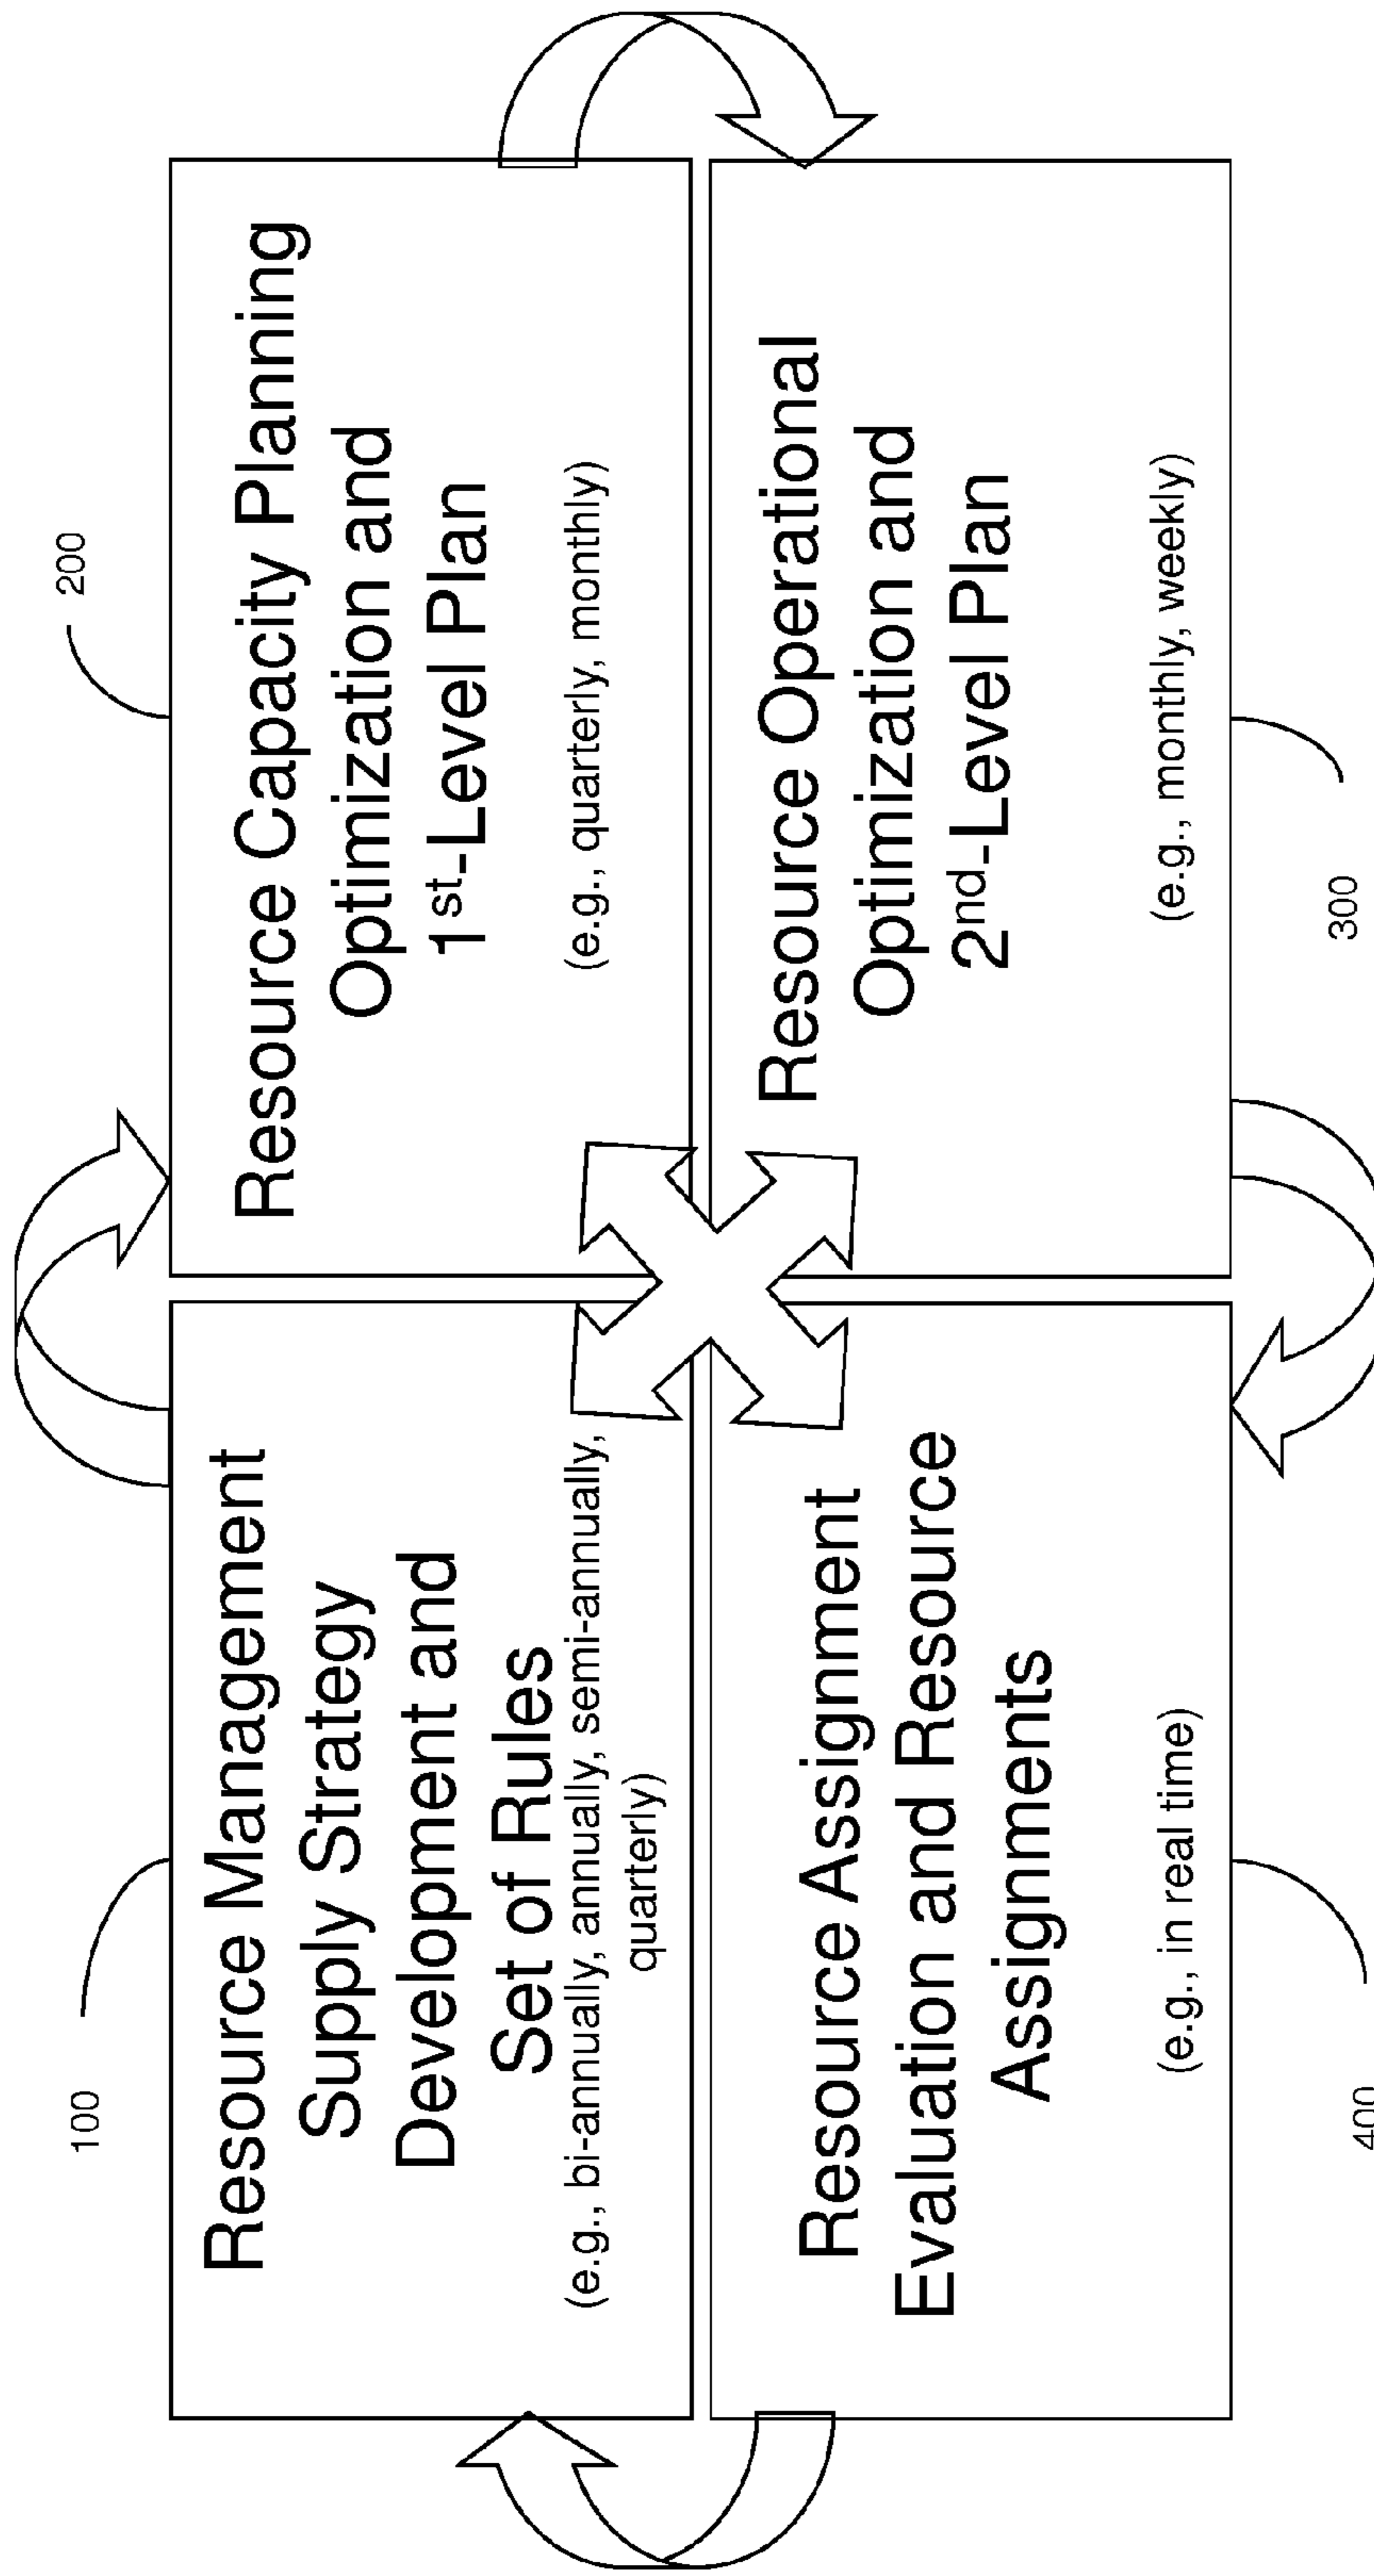 100
Resource Management
Supply Strategy
Development and
Set of Rules
(e.g., bi-annually, annually, semi-annually,
quarterly)
200
Resource Capacity Planning
Optimization and
1st-Level Plan
(e.g., quarterly, monthly)
Resource Assignment
Evaluation and Resource
Assignments
(e.g., in real time)
400
Resource Operational
Optimization and
2nd-Level Plan
(e.g., monthly, weekly)
300